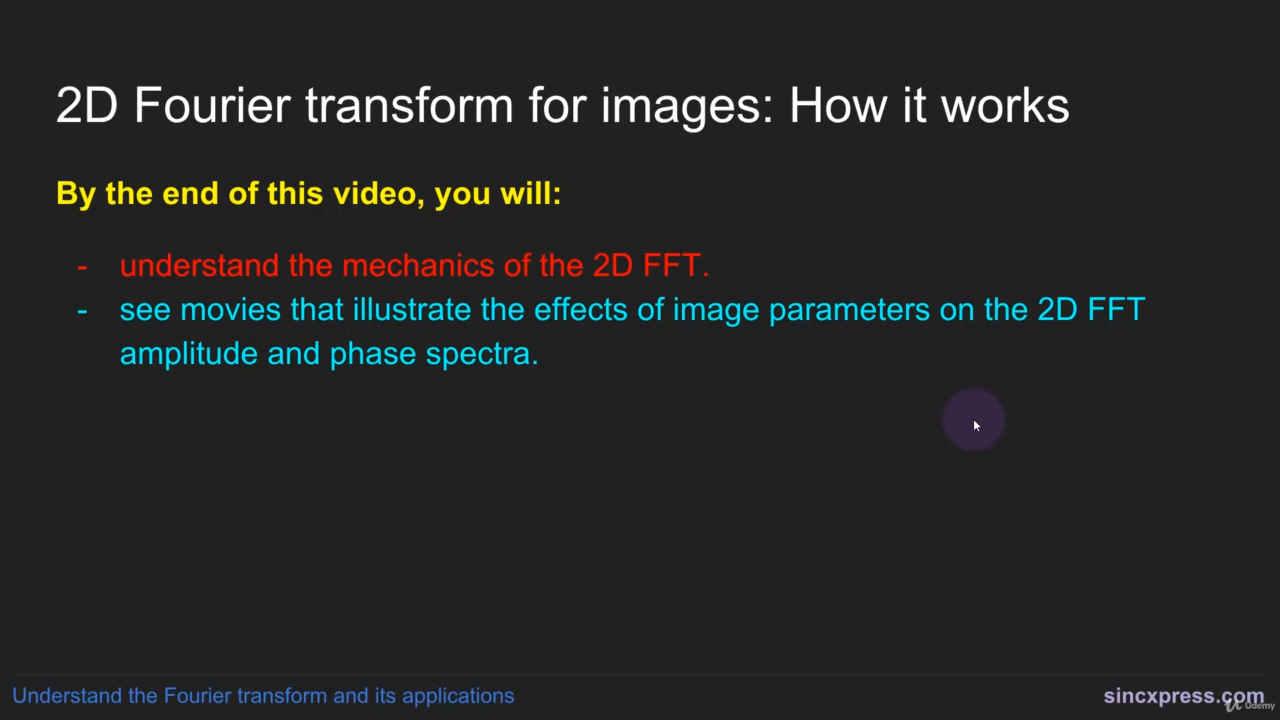 2D Fourier transform for images: How it works
By the end of this video, you will:
- understand the mechanics of the 2D FFT.
- see movies that illustrate the effects of image parameters on the 2D FFT
amplitude and phase spectra.
Understand the Fourier transform and its applications
sincxpress.com
Udemy